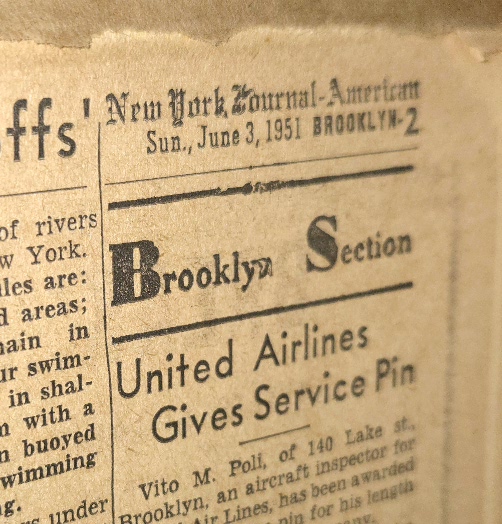 ffs'
of rivers
w York.
les are:
d areas;
ain in
ur swim-
in shal-
with a
n buoyed
wimming
g.
under
New York Journal-American
Sun., June 3, 1951 BROOKLYN-2
Brooklyn Section
United Airlines
Gives Service Pin
Vito M. Poli, of 140 Lake st.,
Brooklyn, an aircraft inspector for
Air Lines, has been awarded
pin for his length